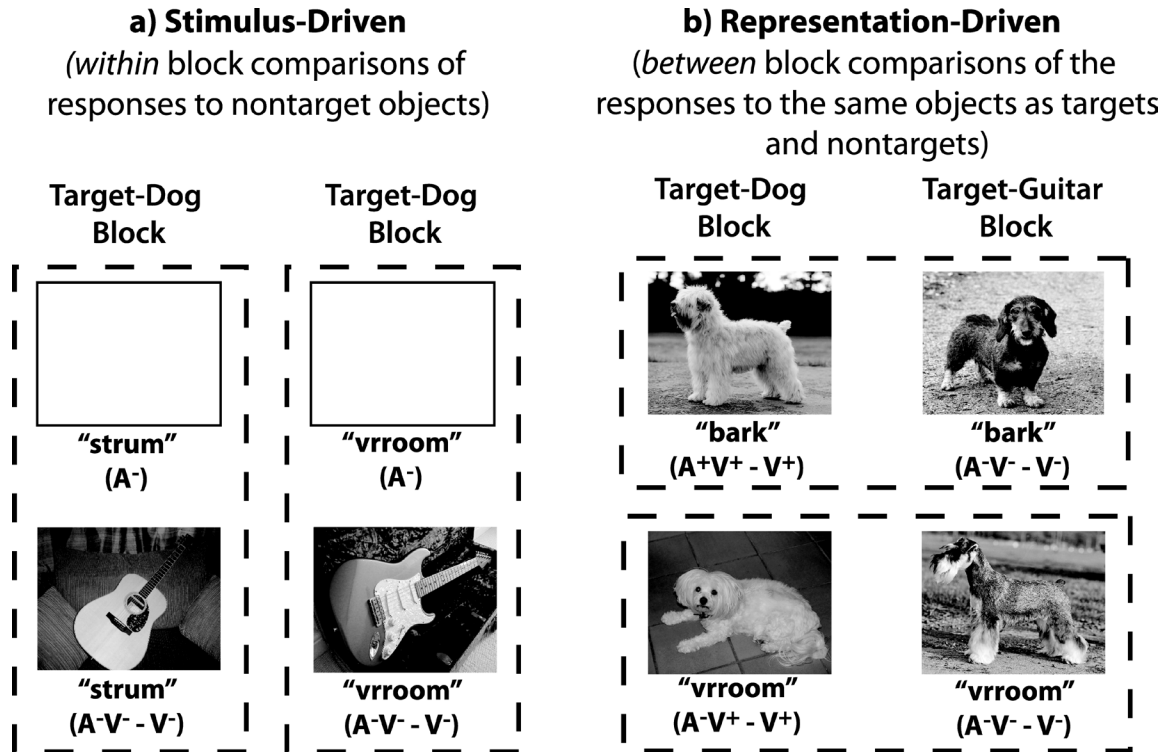 a) Stimulus-Driven
(within block comparisons of
responses to nontarget objects)
Target-Dog
Block
Target-Dog
Block
“strum”
(A⁻)
“vrroom”
(A⁻)
“strum”
(A⁻V⁻ - V⁻)
“vrroom”
(A⁻V⁻ - V⁻)
b) Representation-Driven
(between block comparisons of the
responses to the same objects as targets
and nontargets)
Target-Dog
Block
Target-Guitar
Block
“bark”
(A⁺V⁺ - V⁺)
“bark”
(A⁻V⁻ - V⁻)
“vrroom”
(A⁻V⁺ - V⁺)
“vrroom”
(A⁻V⁻ - V⁻)